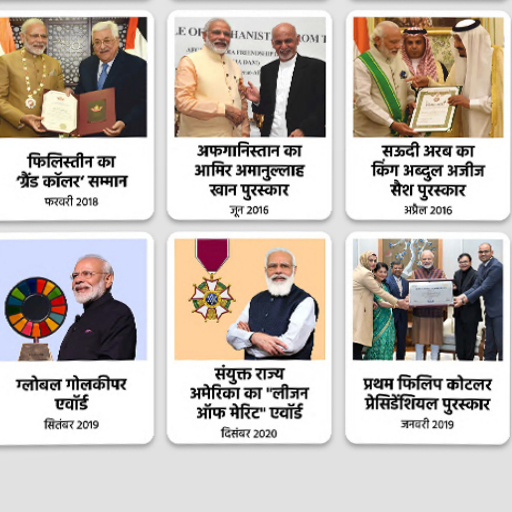 LE OF AFGHANISTAN
फिलिस्तीन का
'ग्रैंड कॉलर' सम्मान
फरवरी 2018
अफगानिस्तान का
आमिर अमानुल्लाह
खान पुरस्कार
जून 2016
सऊदी अरब का
किंग अब्दुल अजीज
सैश पुरस्कार
अप्रैल 2016
ग्लोबल गोलकीपर
एवॉर्ड
सितंबर 2019
संयुक्त राज्य
अमेरिका का "लीजन
ऑफ मेरिट" एवॉर्ड
दिसंबर 2020
प्रथम फिलिप कोटलर
प्रेसिडेंशियल पुरस्कार
जनवरी 2019